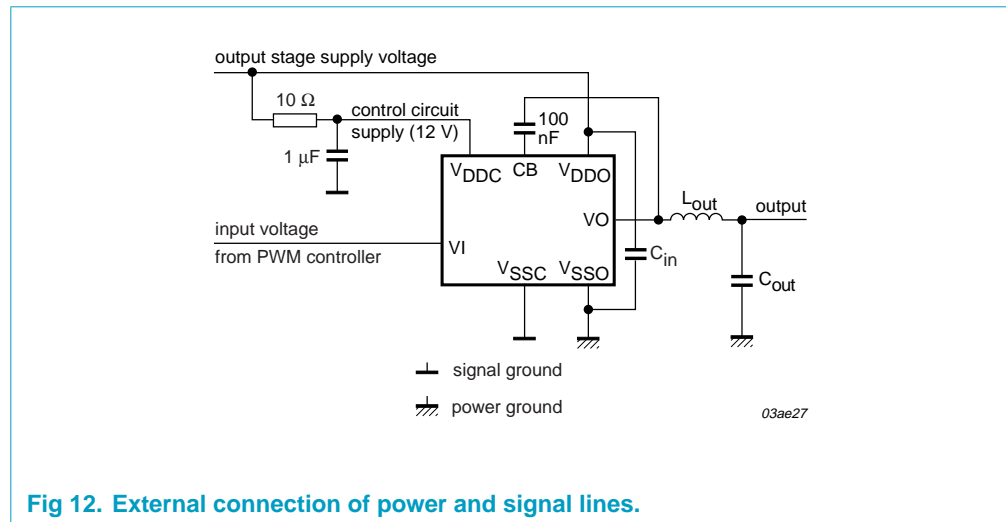 output stage supply voltage
10 Ω
control circuit
supply (12 V)
100
nF
1 μF
VDDC
CB
VDDO
Lout
VO
output
input voltage
from PWM controller
VI
Cin
VSSC
VSSO
Cout
signal ground
power ground
03ae27
Fig 12. External connection of power and signal lines.